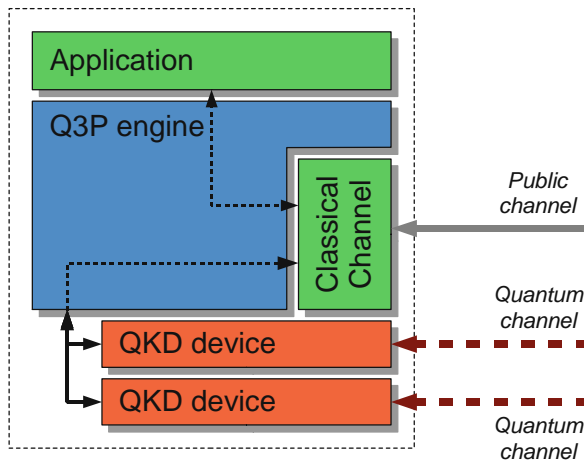 Application
Q3P engine
Classical
Channel
Public
channel
Quantum
channel
QKD device
QKD device
Quantum
channel